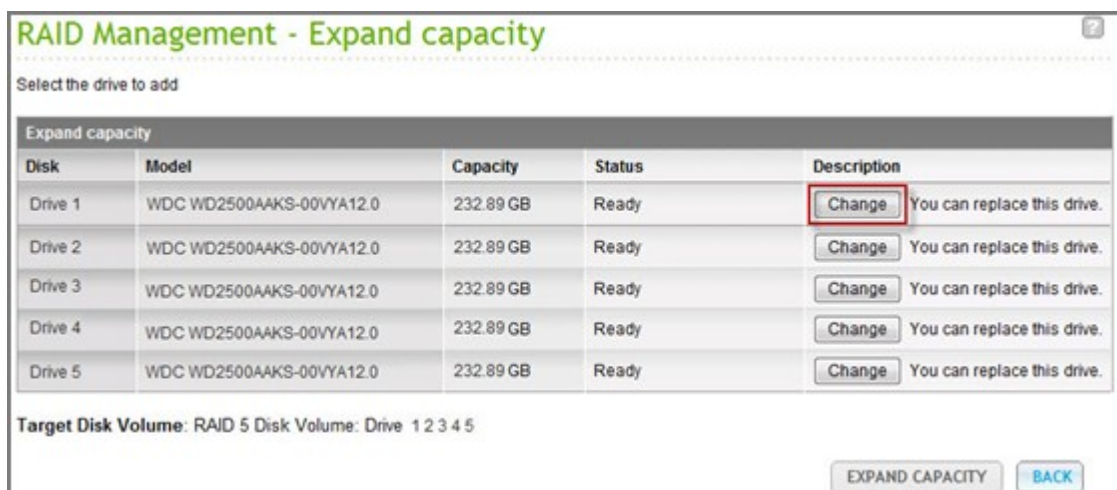 RAID Management - Expand capacity
?
Select the drive to add
Expand capacity
Disk Model Capacity Status Description
Drive 1 WDC WD2500AAKS-00VYA12.0 232.89 GB Ready Change You can replace this drive.
Drive 2 WDC WD2500AAKS-00VYA12.0 232.89 GB Ready Change You can replace this drive.
Drive 3 WDC WD2500AAKS-00VYA12.0 232.89 GB Ready Change You can replace this drive.
Drive 4 WDC WD2500AAKS-00VYA12.0 232.89 GB Ready Change You can replace this drive.
Drive 5 WDC WD2500AAKS-00VYA12.0 232.89 GB Ready Change You can replace this drive.
Target Disk Volume: RAID 5 Disk Volume: Drive 1 2 3 4 5
EXPAND CAPACITY BACK